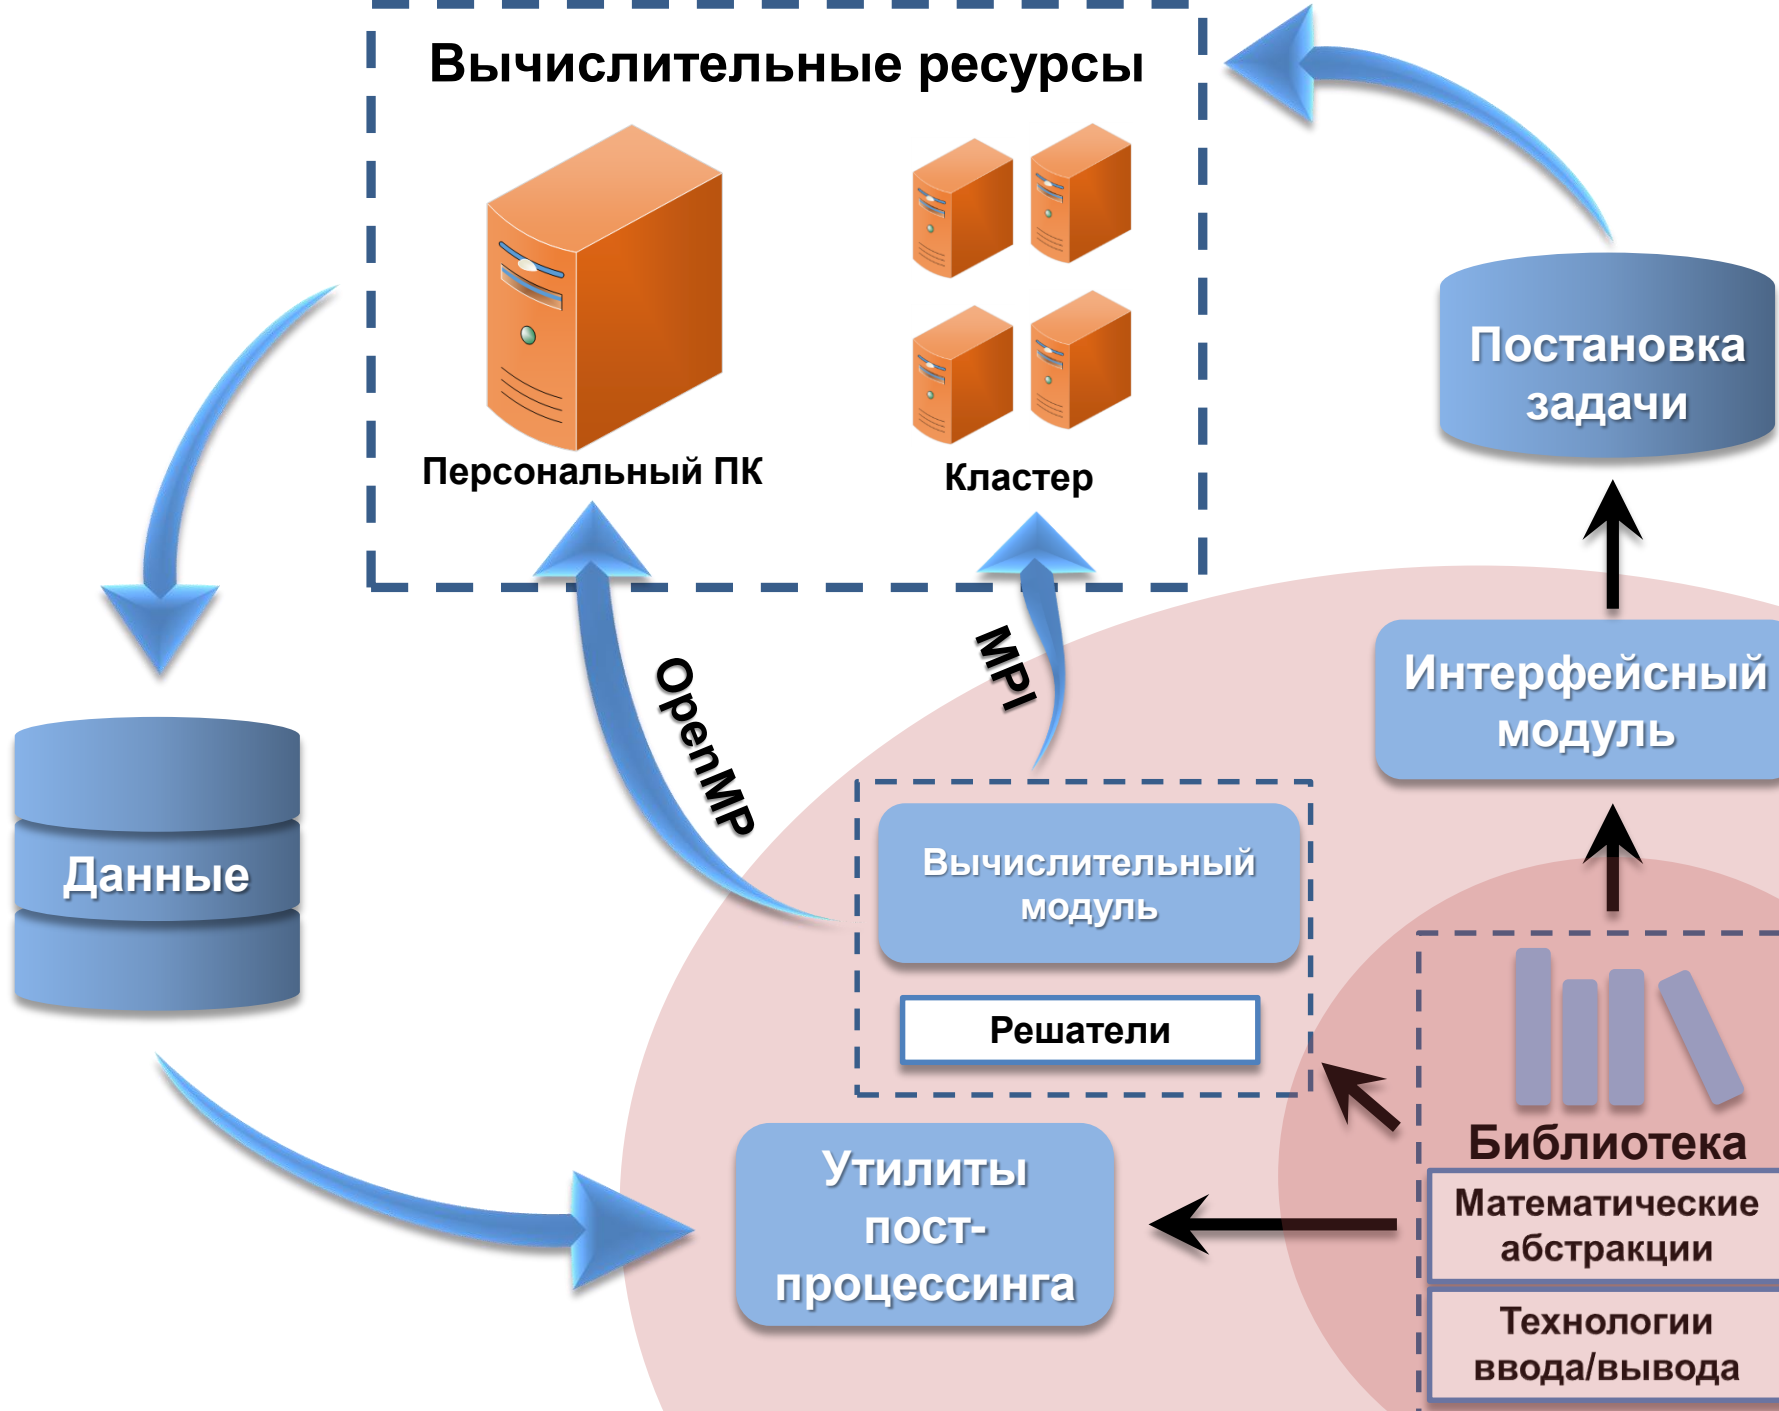 Вычислительные ресурсы
Персональный ПК
Кластер
Постановка
задачи
OpenMP
MPI
Интерфейсный
модуль
Данные
Вычислительный
модуль
Решатели
Утилиты
пост-
процессинга
Библиотека
Математические
абстракции
Технологии
ввода/вывода